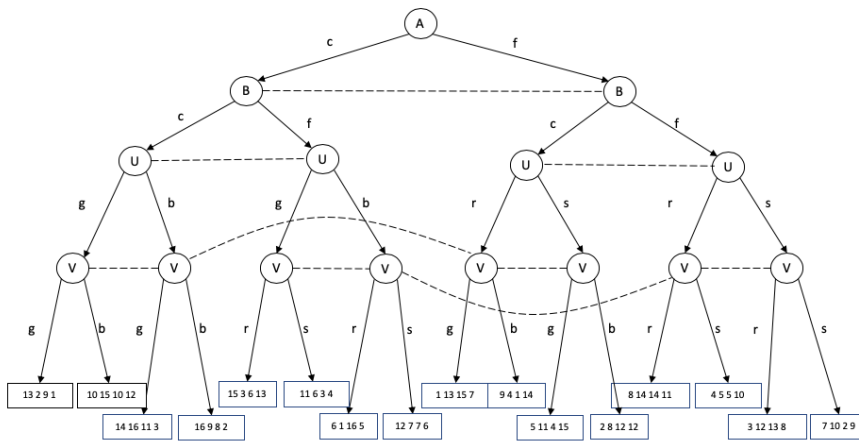 A
c f
B B
c f c f
U U U U
g b g b r s r s
V V V V V V V V
g b g b r s r s g b g b r s r s
13 2 9 1 10 15 10 12 15 3 6 13 11 6 3 4 1 13 15 7 9 4 1 14 8 14 14 11 4 5 5 10
14 16 11 3 16 9 8 2 6 1 16 5 12 7 7 6 5 11 4 15 2 8 12 12 3 12 13 8 7 10 2 9